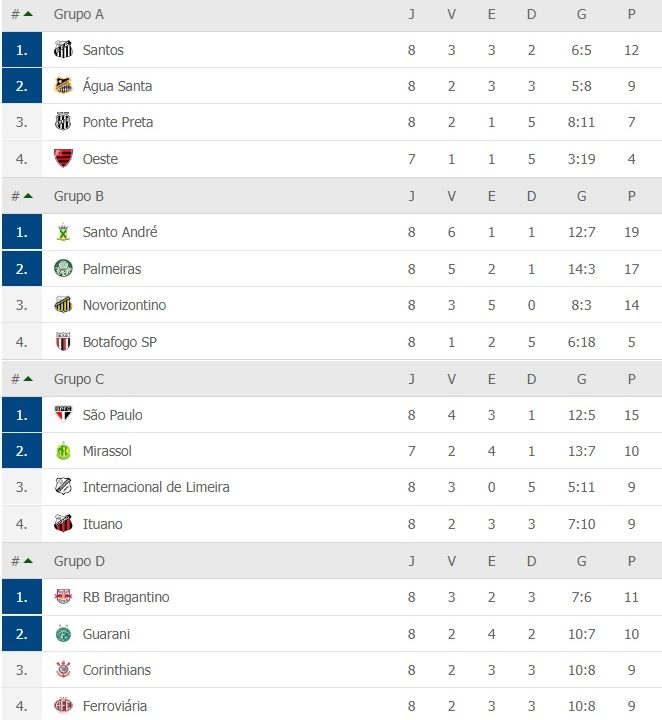 # Grupo A J V E D G P
1. Santos 8 3 3 2 6:5 12
2. Água Santa 8 2 3 3 5:8 9
3. Ponte Preta 8 2 1 5 8:11 7
4. Oeste 7 1 1 5 3:19 4
# Grupo B J V E D G P
1. Santo André 8 6 1 1 12:7 19
2. Palmeiras 8 5 2 1 14:3 17
3. Novorizontino 8 3 5 0 8:3 14
4. Botafogo SP 8 1 2 5 6:18 5
# Grupo C J V E D G P
1. São Paulo 8 4 3 1 12:5 15
2. Mirassol 7 2 4 1 13:7 10
3. Internacional de Limeira 8 3 0 5 5:11 9
4. Ituano 8 2 3 3 7:10 9
# Grupo D J V E D G P
1. RB Bragantino 8 3 2 3 7:6 11
2. Guarani 8 2 4 2 10:7 10
3. Corinthians 8 2 3 3 10:8 9
4. Ferroviária 8 2 3 3 10:8 9